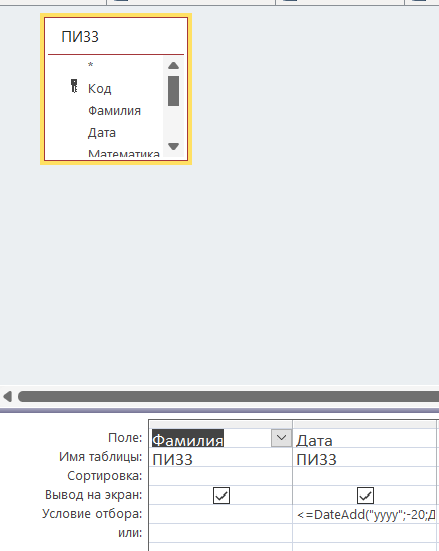 ПИ33
*
Код
Фамилия
Дата
Математика
Поле: Фамилия Дата
Имя таблицы: ПИ33 ПИ33
Сортировка:
Вывод на экран:
Условие отбора: <=DateAdd("yyyy";-20;Д
или: